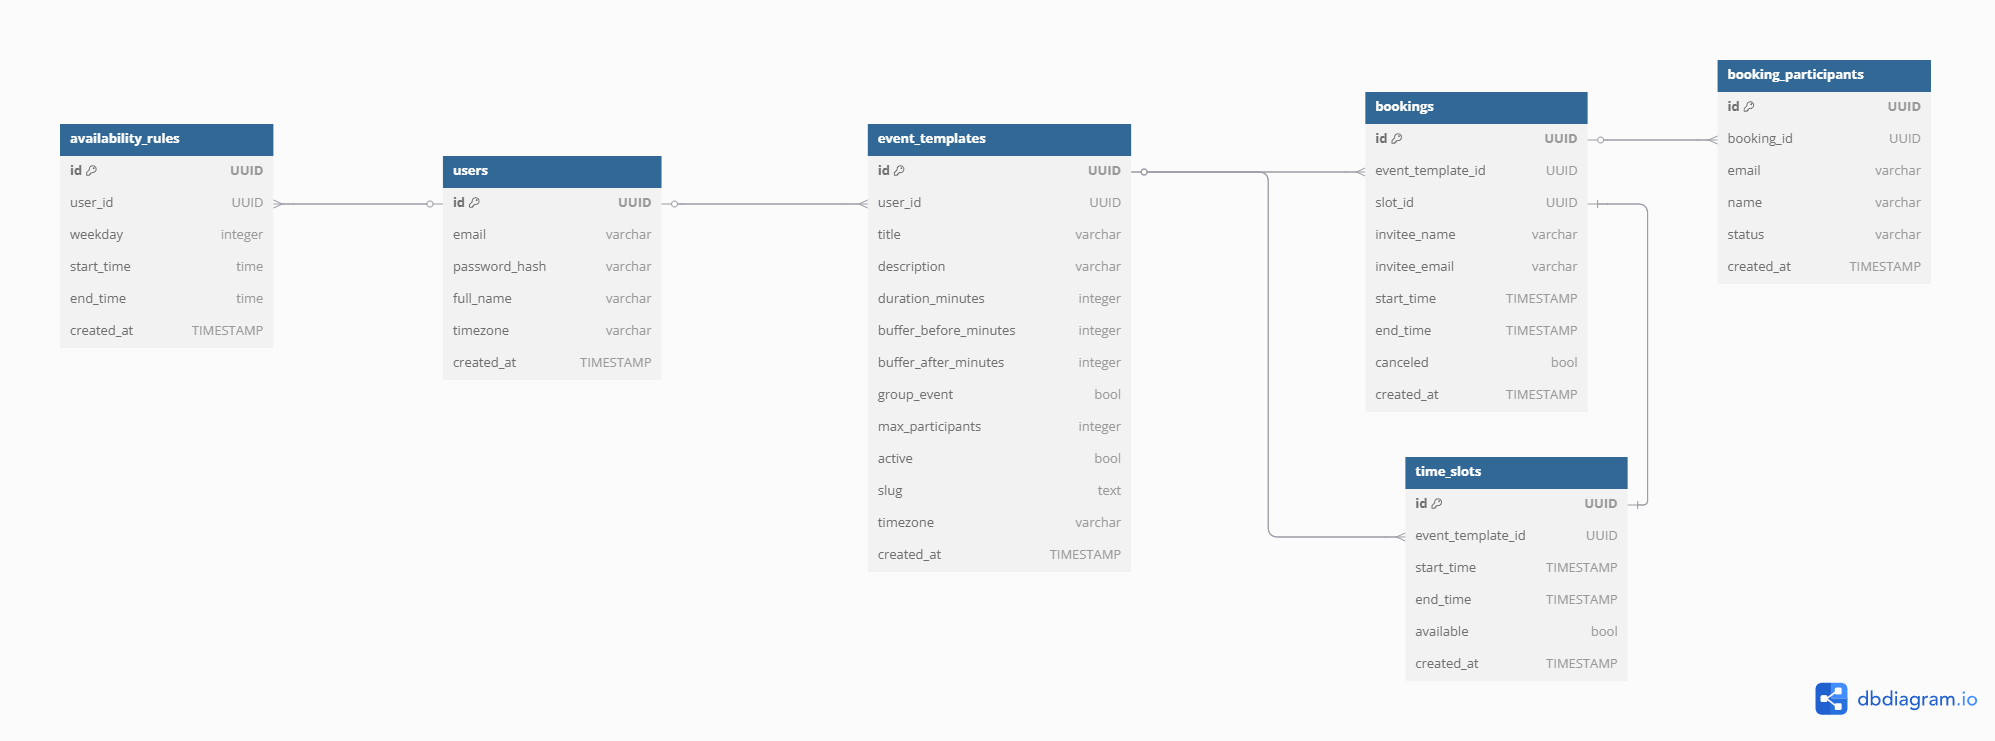 availability_rules
id UUID
user_id UUID
weekday integer
start_time time
end_time time
created_at TIMESTAMP
users
id UUID
email varchar
password_hash varchar
full_name varchar
timezone varchar
created_at TIMESTAMP
event_templates
id UUID
user_id UUID
title varchar
description varchar
duration_minutes integer
buffer_before_minutes integer
buffer_after_minutes integer
group_event bool
max_participants integer
active bool
slug text
timezone varchar
created_at TIMESTAMP
bookings
id UUID
event_template_id UUID
slot_id UUID
invitee_name varchar
invitee_email varchar
start_time TIMESTAMP
end_time TIMESTAMP
canceled bool
created_at TIMESTAMP
booking_participants
id UUID
booking_id UUID
email varchar
name varchar
status varchar
created_at TIMESTAMP
time_slots
id UUID
event_template_id UUID
start_time TIMESTAMP
end_time TIMESTAMP
available bool
created_at TIMESTAMP
dbdiagram.io